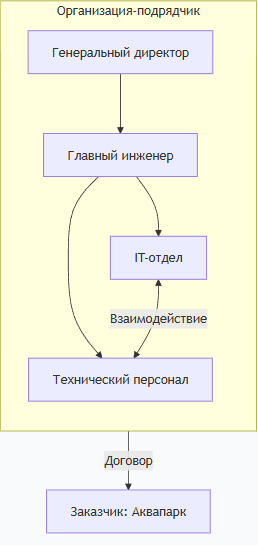 Организация-подрядчик
Генеральный директор
Главный инженер
IT-отдел
Взаимодействие
Технический персонал
Договор
Заказчик: Аквапарк